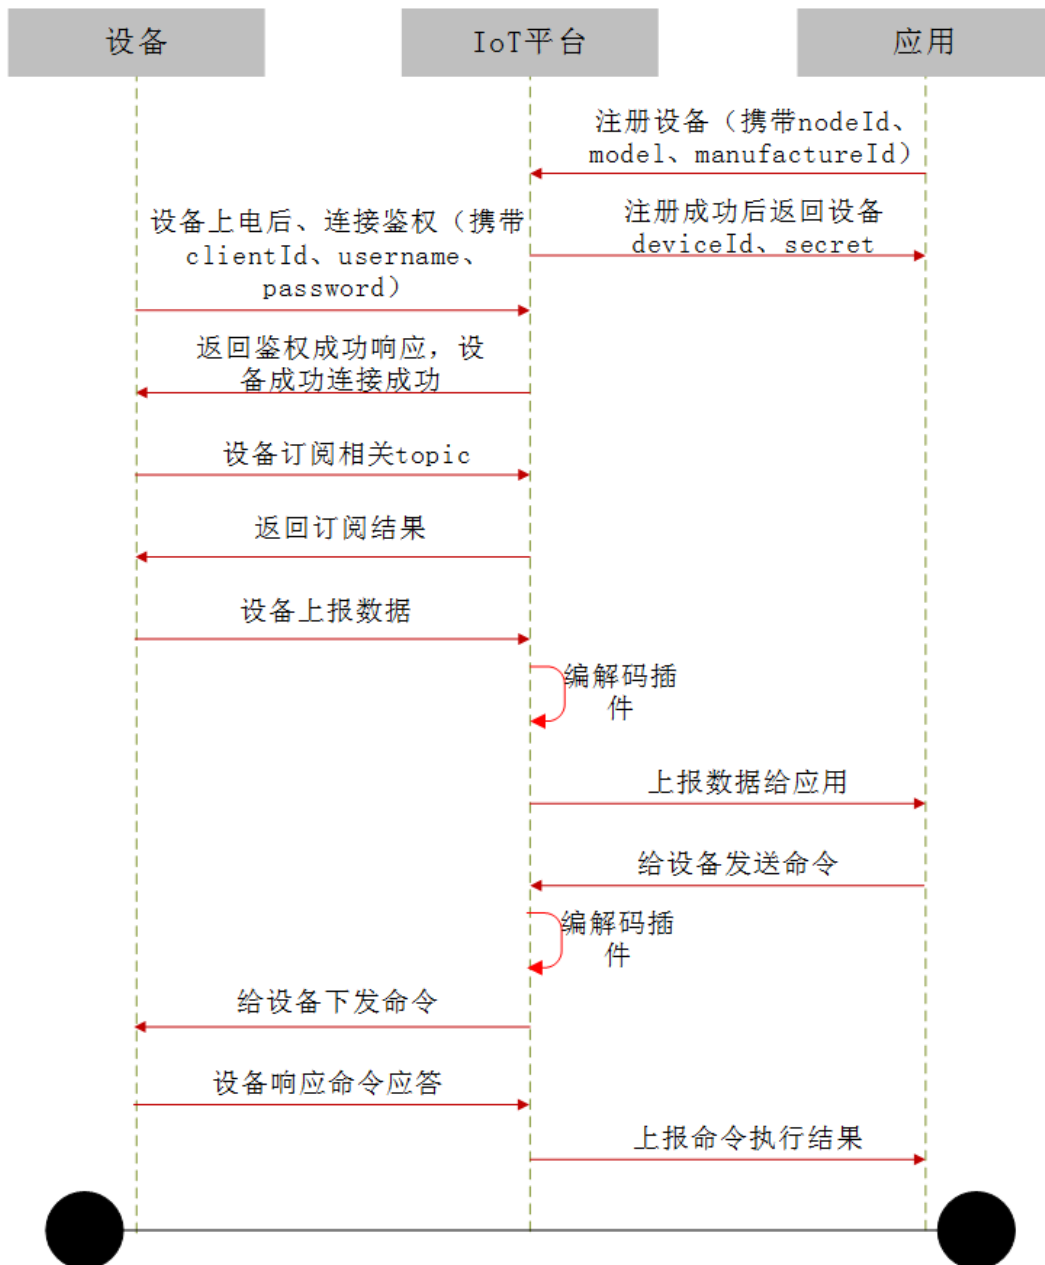 设备
IoT平台
应用
注册设备（携带nodeId、
model、manufactureId）
注册成功后返回设备
deviceId、secret
设备上电后、连接鉴权（携带
clientId、username、
password）
返回鉴权成功响应，设
备成功连接成功
设备订阅相关topic
返回订阅结果
设备上报数据
编解码插
件
上报数据给应用
给设备发送命令
编解码插
件
给设备下发命令
设备响应命令应答
上报命令执行结果